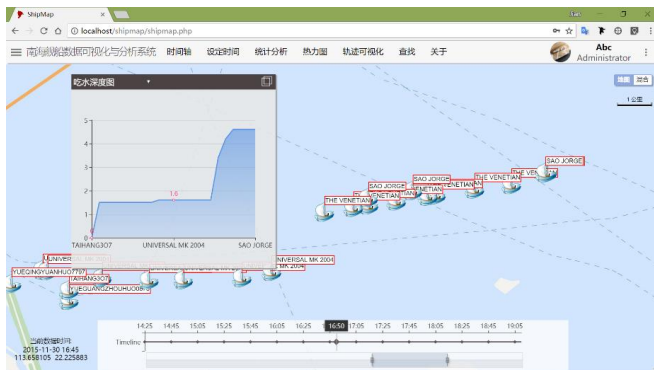 ShipMap
localhost/shipmap/shipmap.php
南海船舶数据可视化与分析系统 时间轴 设定时间 统计分析 热力图 轨迹可视化 查找 关于
Abc
Administrator
吃水深度图
地图 混合
1 公里
5
4
3
2
1
0
1.6
TAIHANG307 UNIVERSAL MK 2004 SAO JORGE
SAO JORGE
THE VENETIAN
SAO JORGE
SAO JORGE
VENETIAN
VENETIAN
VENETIAN
THE VENETIAN
UNIVERSAL MK 2004
YUEQINGYUANHUO7797
TAIHANG307
14:25 14:45 15:05 15:25 15:45 16:05 16:25 16:50 17:05 17:25 17:45 18:05 18:25 18:45 19:05
Timeline
当前数据时间:
2015-11-30 16:45
113.658105 22.225883